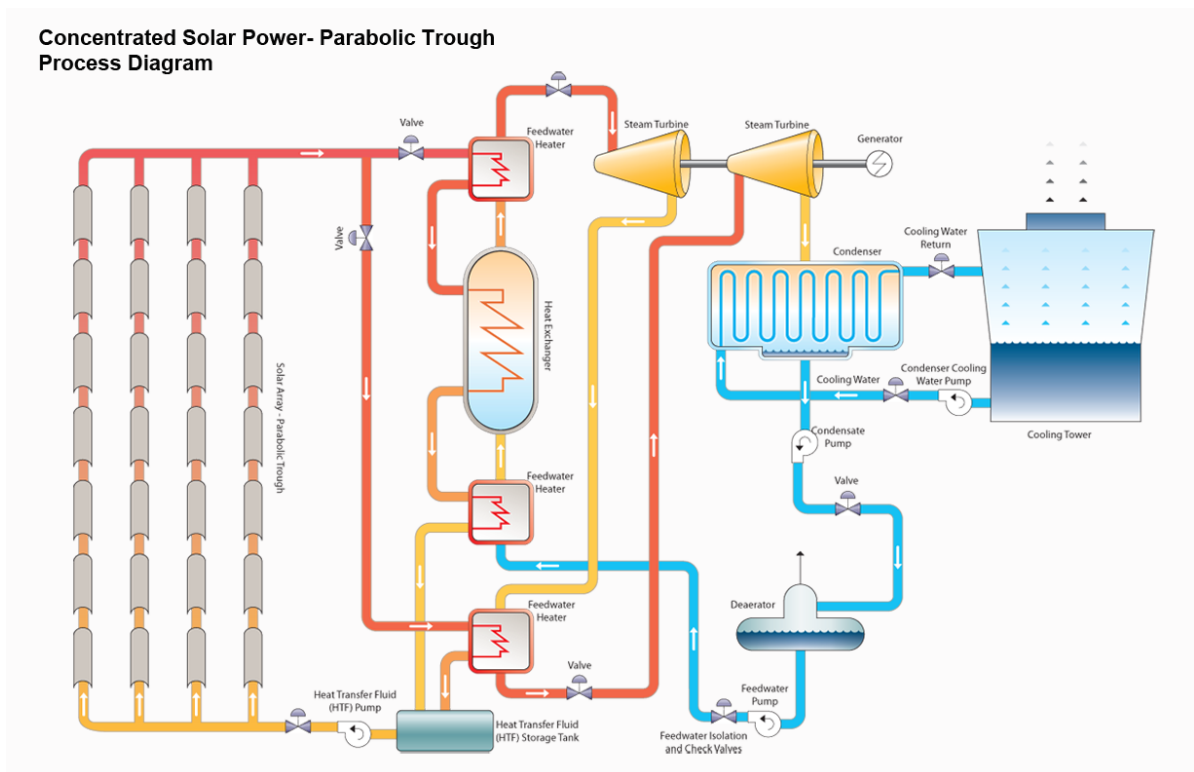 Concentrated Solar Power- Parabolic Trough
Process Diagram
Valve
Feedwater
Heater
Steam Turbine
Steam Turbine
Generator
Valve
Cooling Water
Return
Condenser
Heat Exchanger
Solar Array - Parabolic Trough
Cooling Water
Condenser Cooling
Water Pump
Cooling Tower
Condensate
Pump
Feedwater
Heater
Valve
Deaerator
Feedwater
Heater
Valve
Heat Transfer Fluid
(HTF) Pump
Heat Transfer Fluid
(HTF) Storage Tank
Feedwater
Pump
Feedwater Isolation
and Check Valves